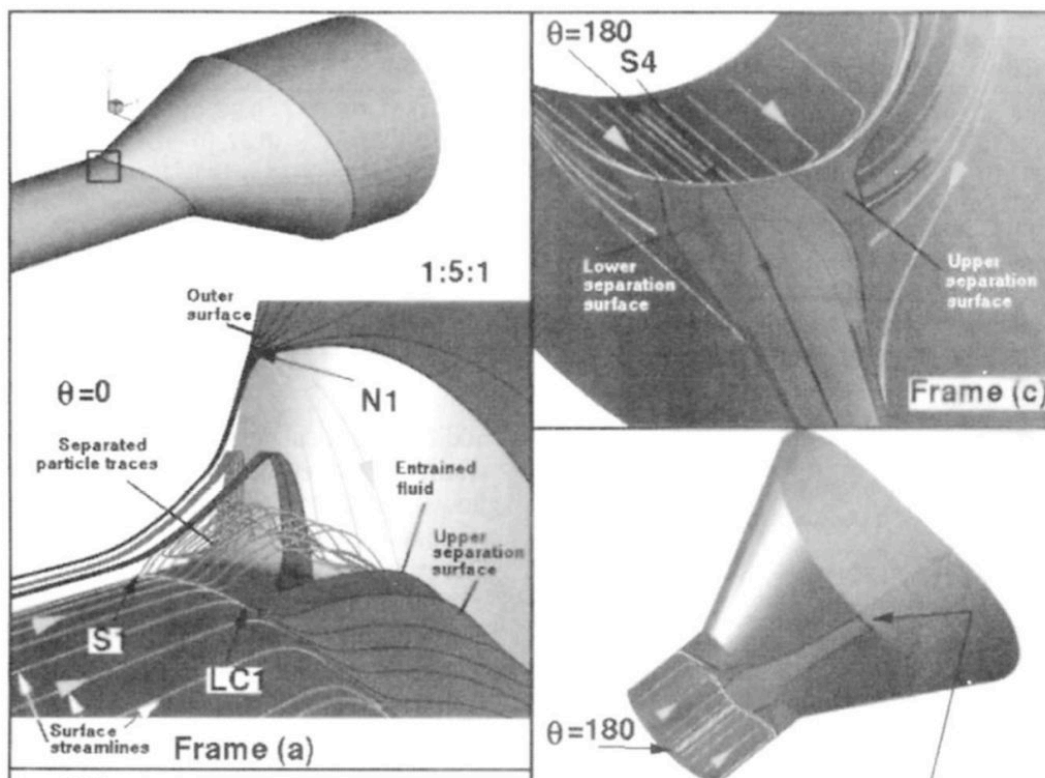 1:5:1
Outer
surface
θ=0
N1
Separated
particle traces
Entrained
fluid
Upper
separation
surface
S1
LC1
Surface
streamlines
Frame (a)
θ=180
S4
Lower
separation
surface
Upper
separation
surface
Frame (c)
θ=180